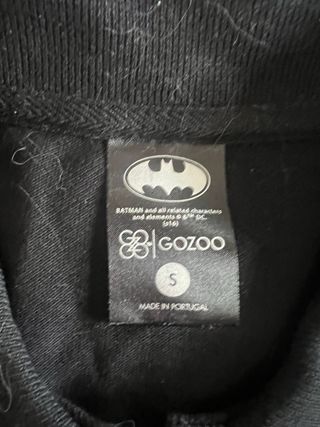 BATMAN and all related characters
and elements © &™ DC.
(s16)
GOZOO
S
MADE IN PORTUGAL